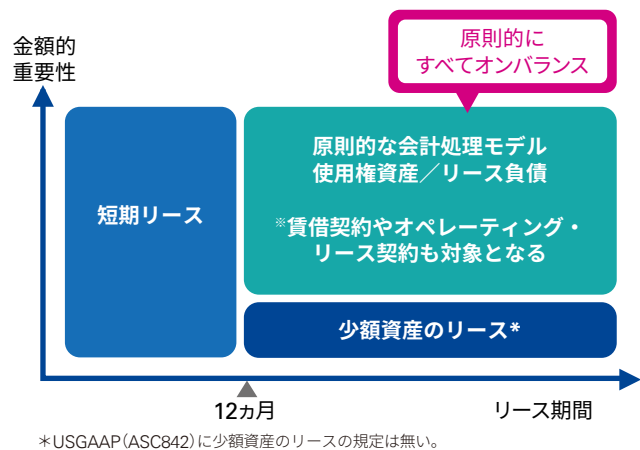 金額的
重要性
原則的に
すべてオンバランス
原則的な会計処理モデル
使用権資産／リース負債
短期リース
※賃借契約やオペレーティング・
リース契約も対象となる
少額資産のリース*
12ヵ月
リース期間
＊USGAAP（ASC842）に少額資産のリースの規定は無い。